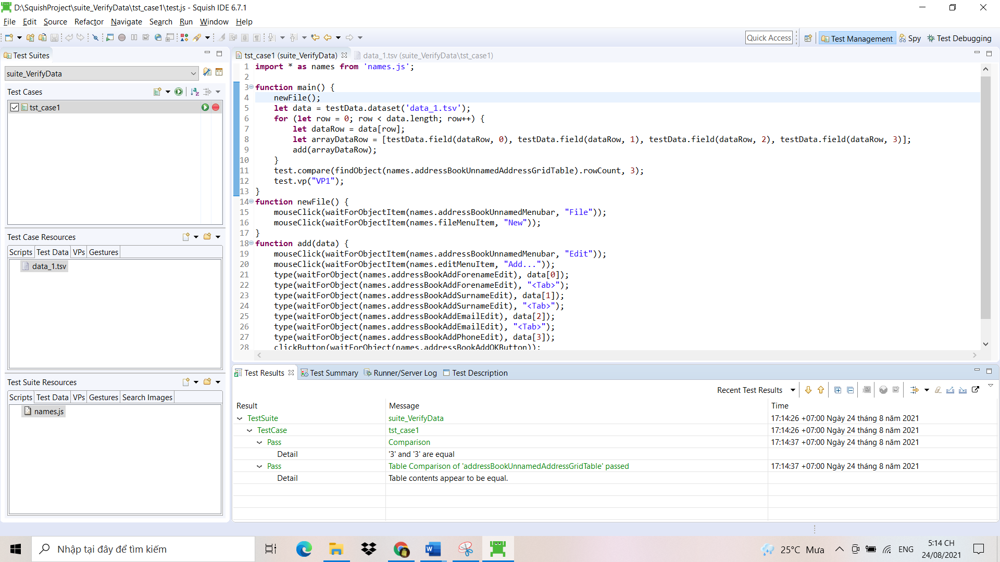 D:\SquishProject\suite_VerifyData\tst_case1\test.js - Squish IDE 6.7.1
File Edit Source Refactor Navigate Search Run Window Help
Quick Access Test Management Spy Test Debugging
Test Suites
suite_VerifyData
Test Cases
tst_case1
Test Case Resources
Scripts Test Data VPs Gestures
data_1.tsv
Test Suite Resources
Scripts Test Data VPs Gestures Search Images
names.js
tst_case1 (suite_VerifyData) data_1.tsv (suite_VerifyData\tst_case1)
1 import * as names from 'names.js';
2
3 function main() {
4 newFile();
5 let data = testData.dataset('data_1.tsv');
6 for (let row = 0; row < data.length; row++) {
7 let dataRow = data[row];
8 let arrayDataRow = [testData.field(dataRow, 0), testData.field(dataRow, 1), testData.field(dataRow, 2), testData.field(dataRow, 3)];
9 add(arrayDataRow);
10 }
11 test.compare(findObject(names.addressBookUnnamedAddressGridTable).rowCount, 3);
12 test.vp("VP1");
13 }
14 function newFile() {
15 mouseClick(waitForObjectItem(names.addressBookUnnamedMenubar, "File"));
16 mouseClick(waitForObjectItem(names.fileMenuItem, "New"));
17 }
18 function add(data) {
19 mouseClick(waitForObjectItem(names.addressBookUnnamedMenubar, "Edit"));
20 mouseClick(waitForObjectItem(names.editMenuItem, "Add..."));
21 type(waitForObject(names.addressBookAddForenameEdit), data[0]);
22 type(waitForObject(names.addressBookAddForenameEdit), "<Tab>");
23 type(waitForObject(names.addressBookAddSurnameEdit), data[1]);
24 type(waitForObject(names.addressBookAddSurnameEdit), "<Tab>");
25 type(waitForObject(names.addressBookAddEmailEdit), data[2]);
26 type(waitForObject(names.addressBookAddEmailEdit), "<Tab>");
27 type(waitForObject(names.addressBookAddPhoneEdit), data[3]);
28 clickButton(waitForObject(names.addressBookAddOKButton));
Test Results Test Summary Runner/Server Log Test Description
Recent Test Results
Result Message Time
TestSuite suite_VerifyData 17:14:26 +07:00 Ngày 24 tháng 8 năm 2021
TestCase tst_case1 17:14:26 +07:00 Ngày 24 tháng 8 năm 2021
Pass Comparison 17:14:37 +07:00 Ngày 24 tháng 8 năm 2021
Detail '3' and '3' are equal
Pass Table Comparison of 'addressBookUnnamedAddressGridTable' passed 17:14:37 +07:00 Ngày 24 tháng 8 năm 2021
Detail Table contents appear to be equal.
Nhập tại đây để tìm kiếm
25°C Mưa ENG
5:14 CH
24/08/2021